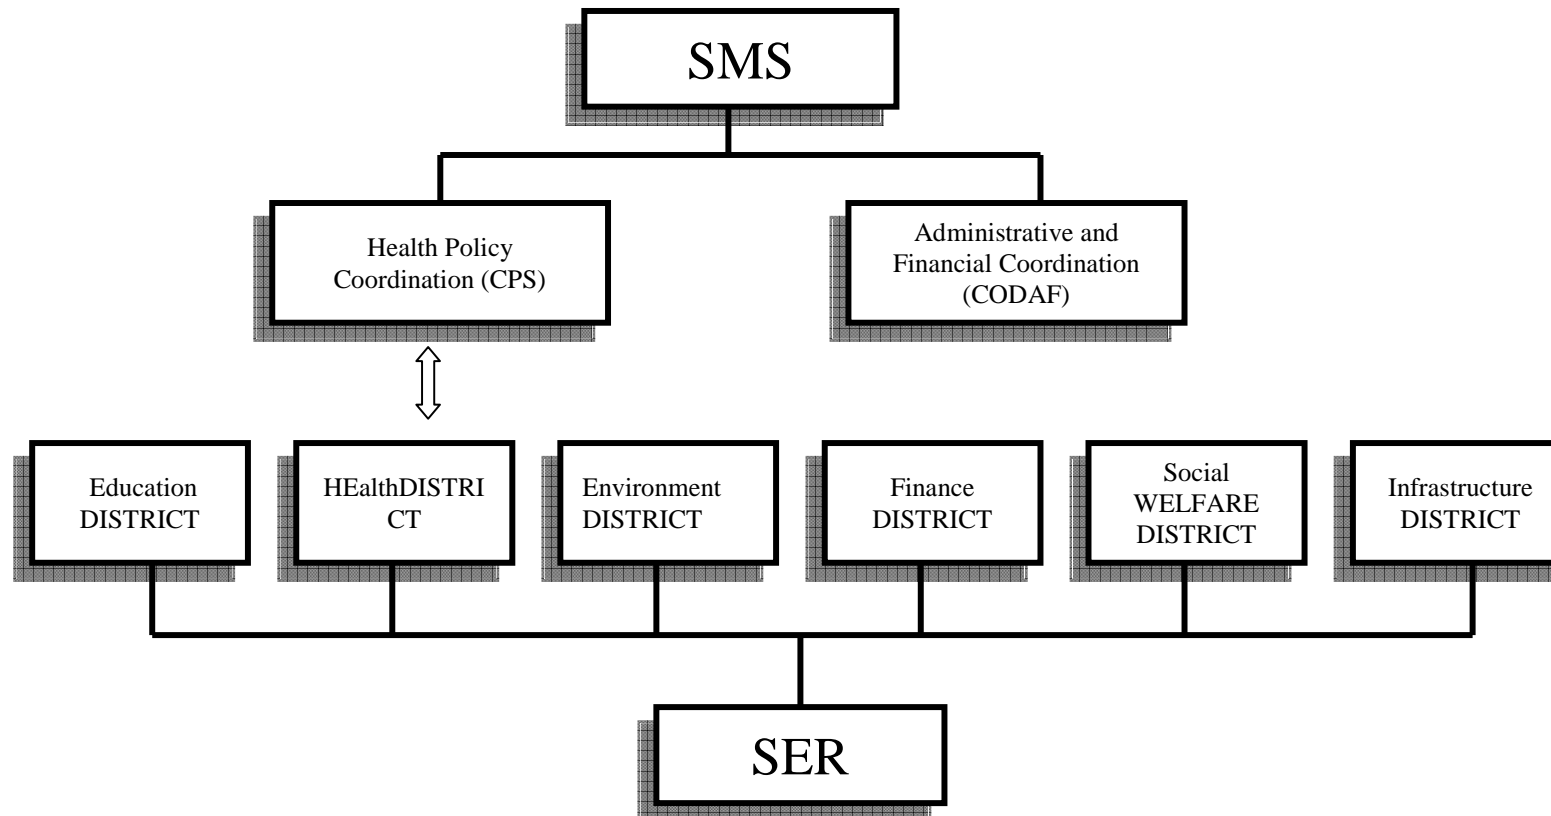 SMS
Health Policy
Coordination (CPS)
Administrative and
Financial Coordination
(CODAF)
Education
DISTRICT
HEalthDISTRI
CT
Environment
DISTRICT
Finance
DISTRICT
Social
WELFARE
DISTRICT
Infrastructure
DISTRICT
SER